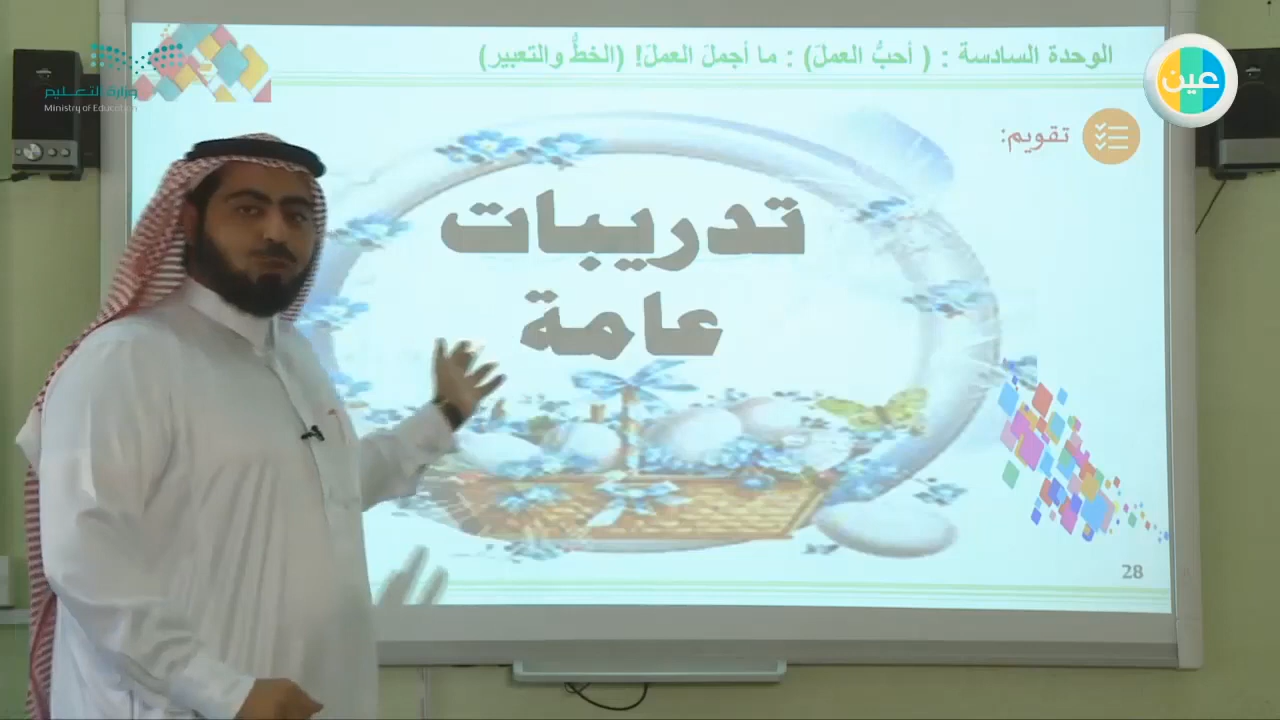 الوحدة السادسة : ( أحبُّ العملَ) : ما أجملَ العملَ! (الخطُّ والتعبير)
عين
وزارة التعليم
Ministry of Education
تقويم:
تدريبات
عامة
28